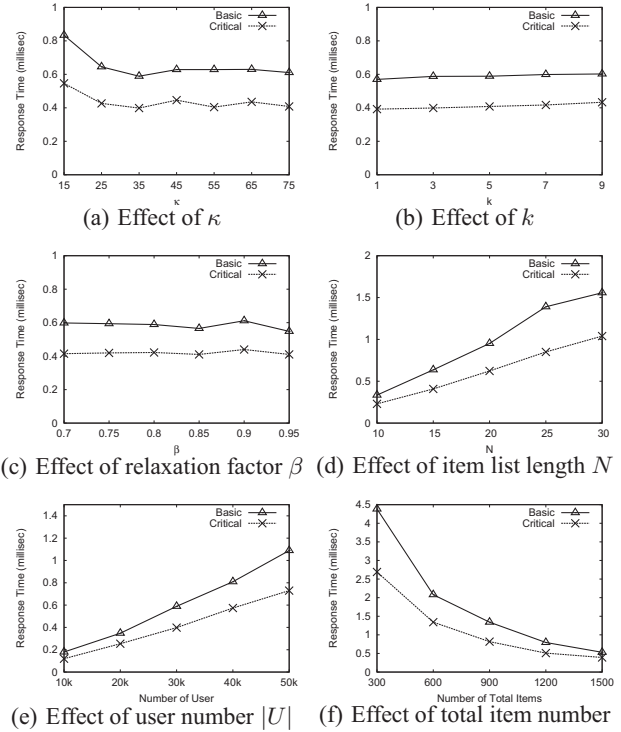 Response Time (millisec)
1
0.8
0.6
0.4
0.2
0
Basic
Critical
15 25 35 45 55 65 75
κ
(a) Effect of κ
Response Time (millisec)
1
0.8
0.6
0.4
0.2
0
Basic
Critical
1 3 5 7 9
k
(b) Effect of k
Response Time (millisec)
1
0.8
0.6
0.4
0.2
0
Basic
Critical
0.7 0.75 0.8 0.85 0.9 0.95
β
(c) Effect of relaxation factor β
Response Time (millisec)
2
1.5
1
0.5
0
Basic
Critical
10 15 20 25 30
N
(d) Effect of item list length N
Response Time (millisec)
1.4
1.2
1
0.8
0.6
0.4
0.2
0
Basic
Critical
10k 20k 30k 40k 50k
Number of User
(e) Effect of user number |U|
Response Time (millisec)
4.5
4
3.5
3
2.5
2
1.5
1
0.5
0
Basic
Critical
300 600 900 1200 1500
Number of Total Items
(f) Effect of total item number